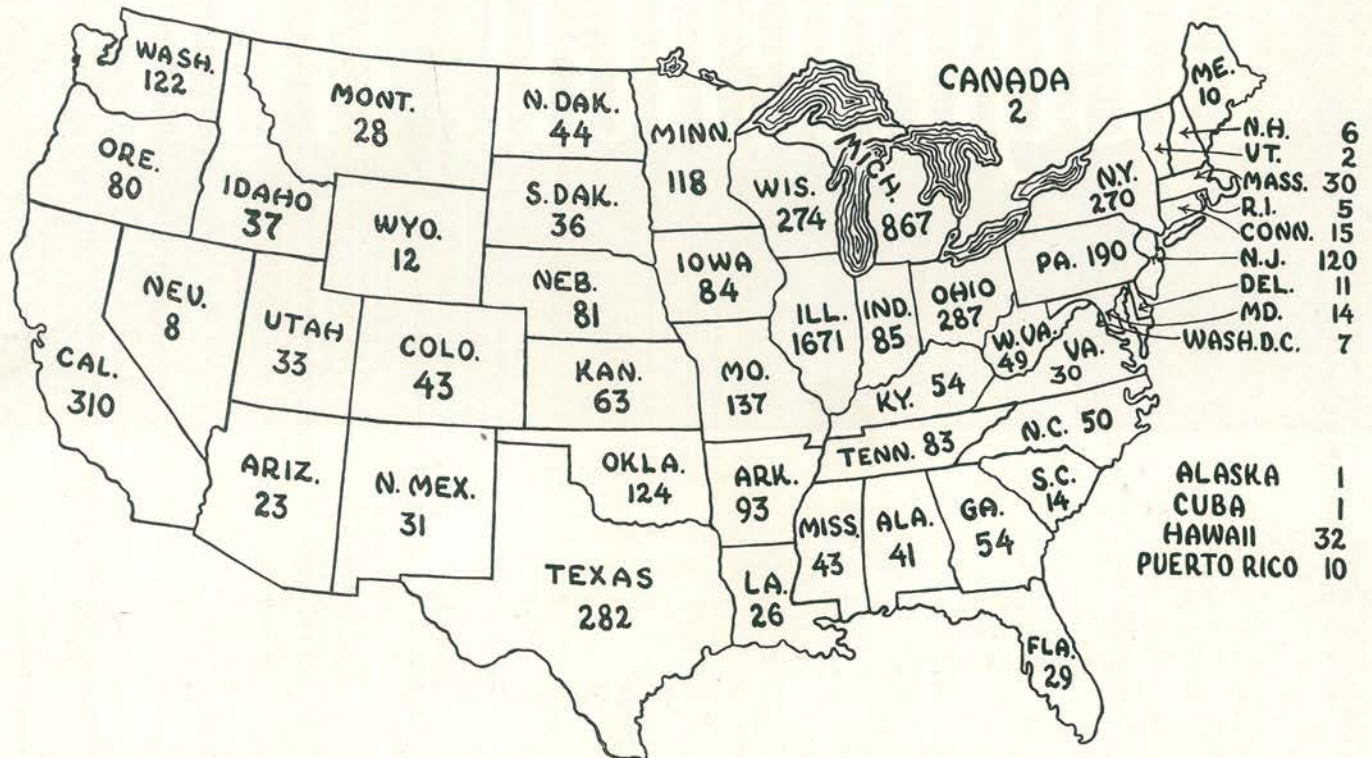 WASH.
122
ORE.
80
CAL.
310
IDAHO
37
NEV.
8
MONT.
28
WYO.
12
UTAH
33
COLO.
43
ARIZ.
23
N. MEX.
31
N. DAK.
44
S. DAK.
36
NEB.
81
KAN.
63
OKLA.
124
TEXAS
282
MINN.
118
IOWA
84
MO.
137
ARK.
93
LA.
26
WIS.
274
ILL.
1671
MICH.
867
IND.
85
OHIO
287
KY. 54
TENN. 83
MISS.
43
ALA.
41
GA.
54
FLA.
29
S.C.
14
N.C. 50
VA.
30
W.VA.
49
PA. 190
N.Y.
270
ME.
10
CANADA
2
N.H. 6
VT. 2
MASS. 30
R.I. 5
CONN. 15
N.J. 120
DEL. 11
MD. 14
WASH.D.C. 7
ALASKA 1
CUBA 1
HAWAII 32
PUERTO RICO 10